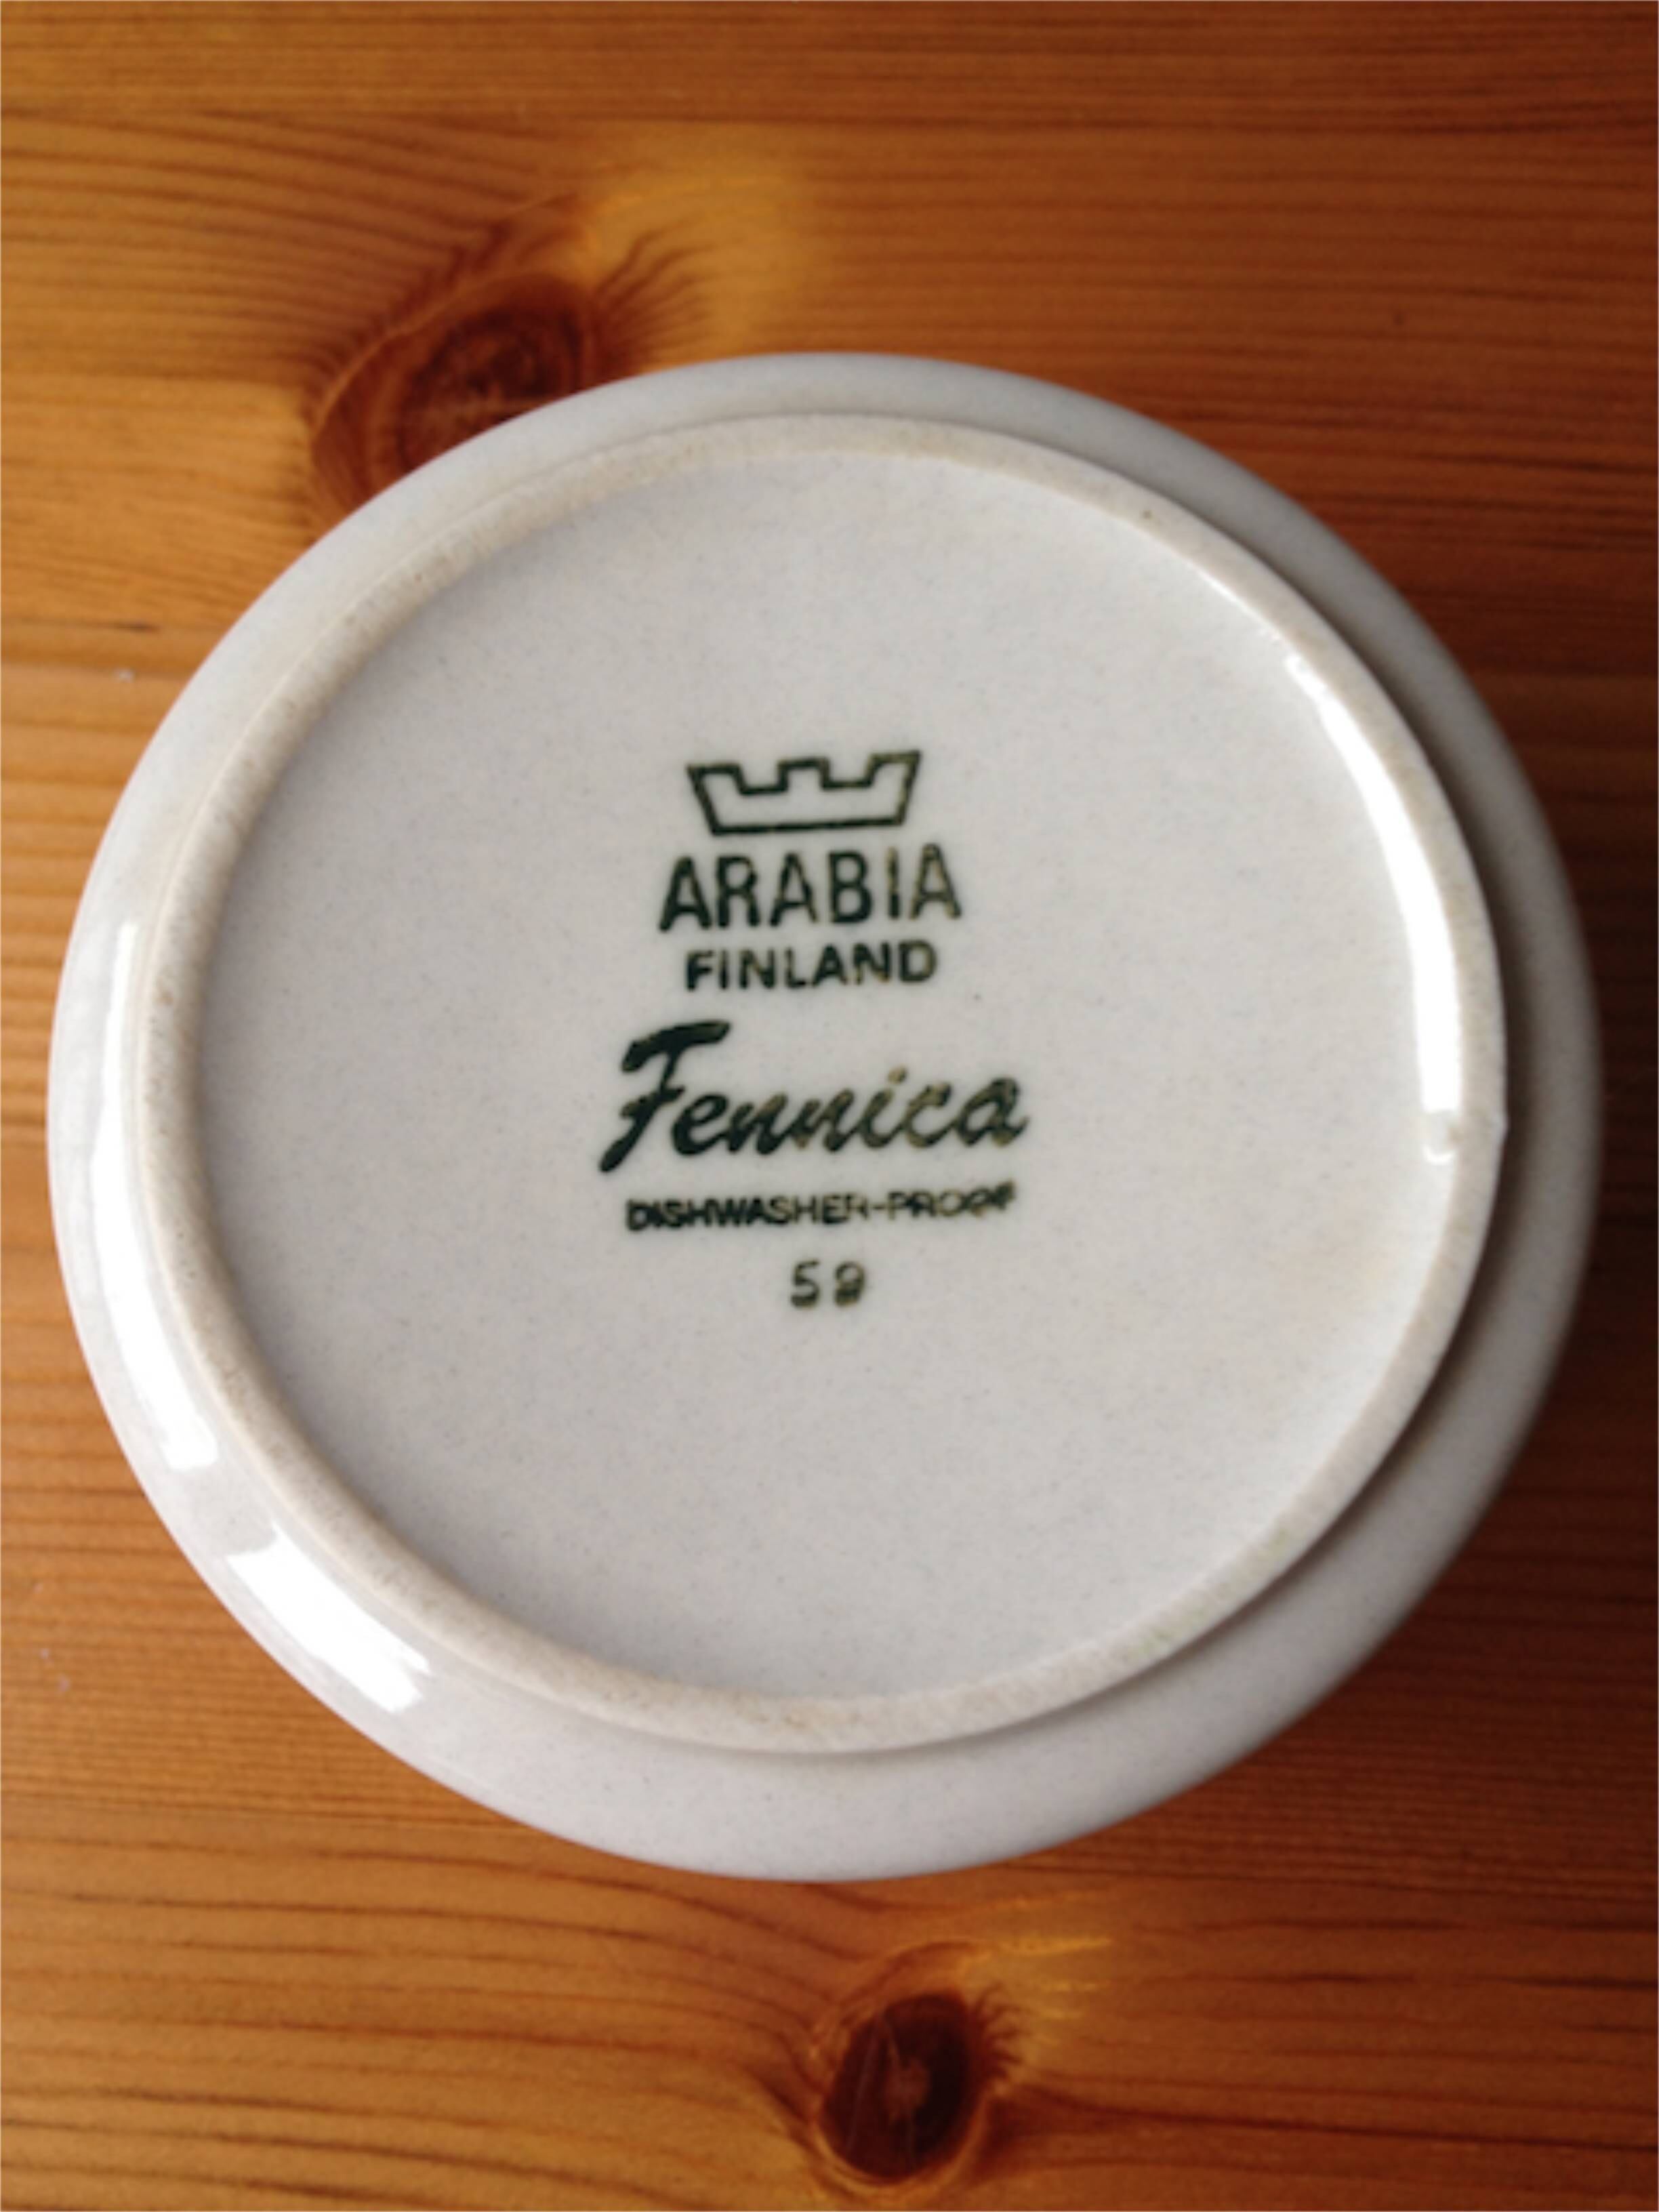 ARABIA
FINLAND
Fennica
DISHWASHER-PROOF
59